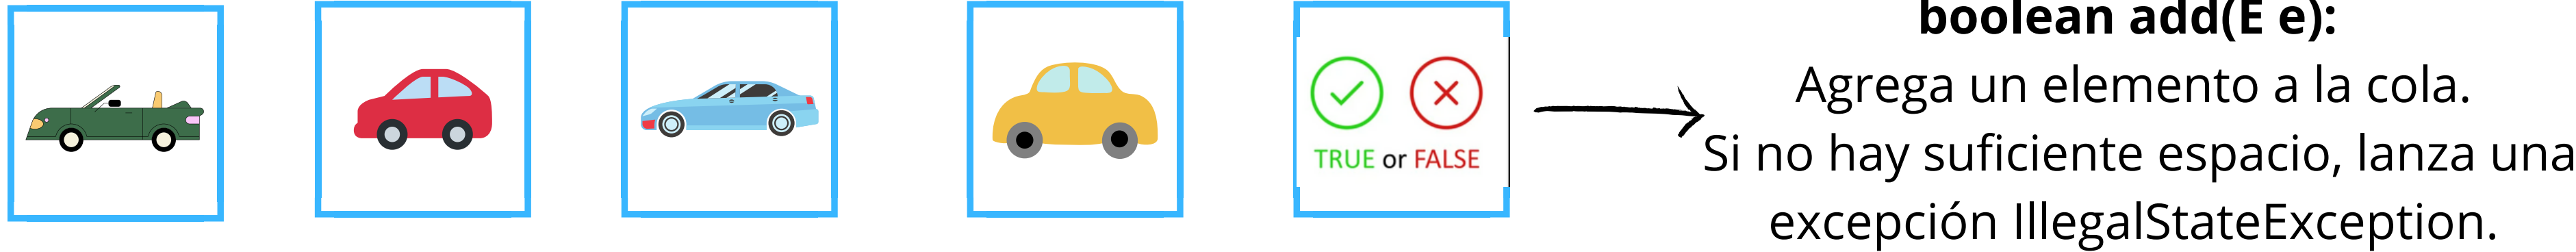 TRUE or FALSE
boolean add(E e):
Agrega un elemento a la cola.
Si no hay suficiente espacio, lanza una
excepción IllegalStateException.